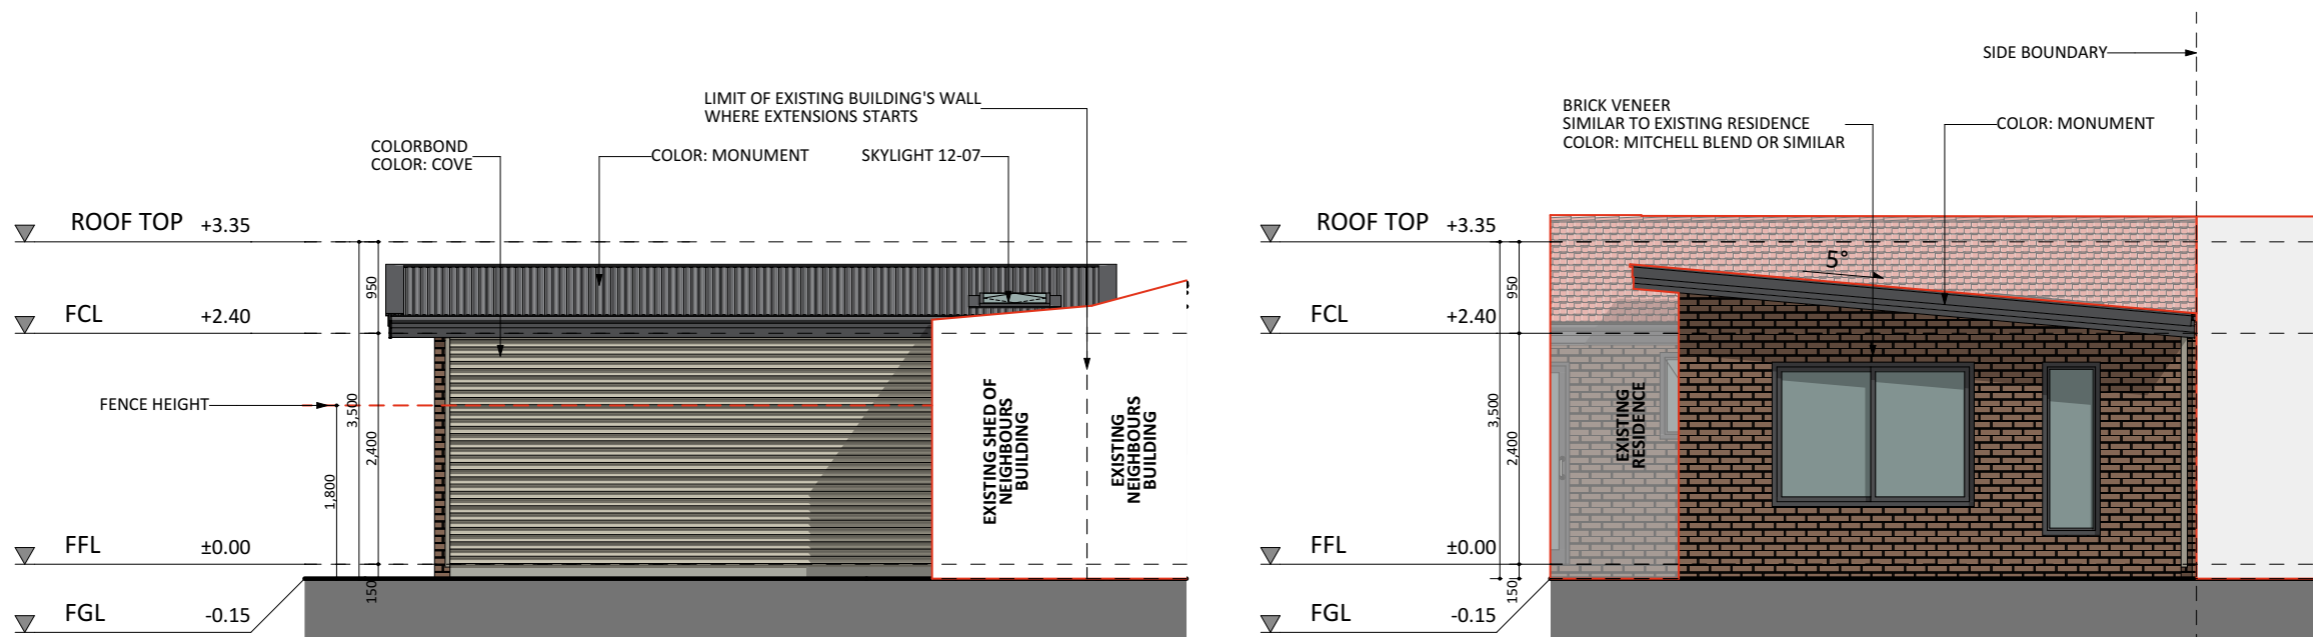 LIMIT OF EXISTING BUILDING'S WALL
WHERE EXTENSIONS STARTS
COLORBOND
COLOR: COVE
COLOR: MONUMENT
SKYLIGHT 12-07
ROOF TOP +3.35
FCL +2.40
FENCE HEIGHT
FFL ±0.00
FGL -0.15
950
3,500
2,400
1,800
150
EXISTING SHED OF
NEIGHBOURS
BUILDING
EXISTING
NEIGHBOURS
BUILDING
SIDE BOUNDARY
BRICK VENEER
SIMILAR TO EXISTING RESIDENCE
COLOR: MITCHELL BLEND OR SIMILAR
COLOR: MONUMENT
ROOF TOP +3.35
5°
FCL +2.40
FFL ±0.00
FGL -0.15
950
3,500
2,400
150
EXISTING
RESIDENCE